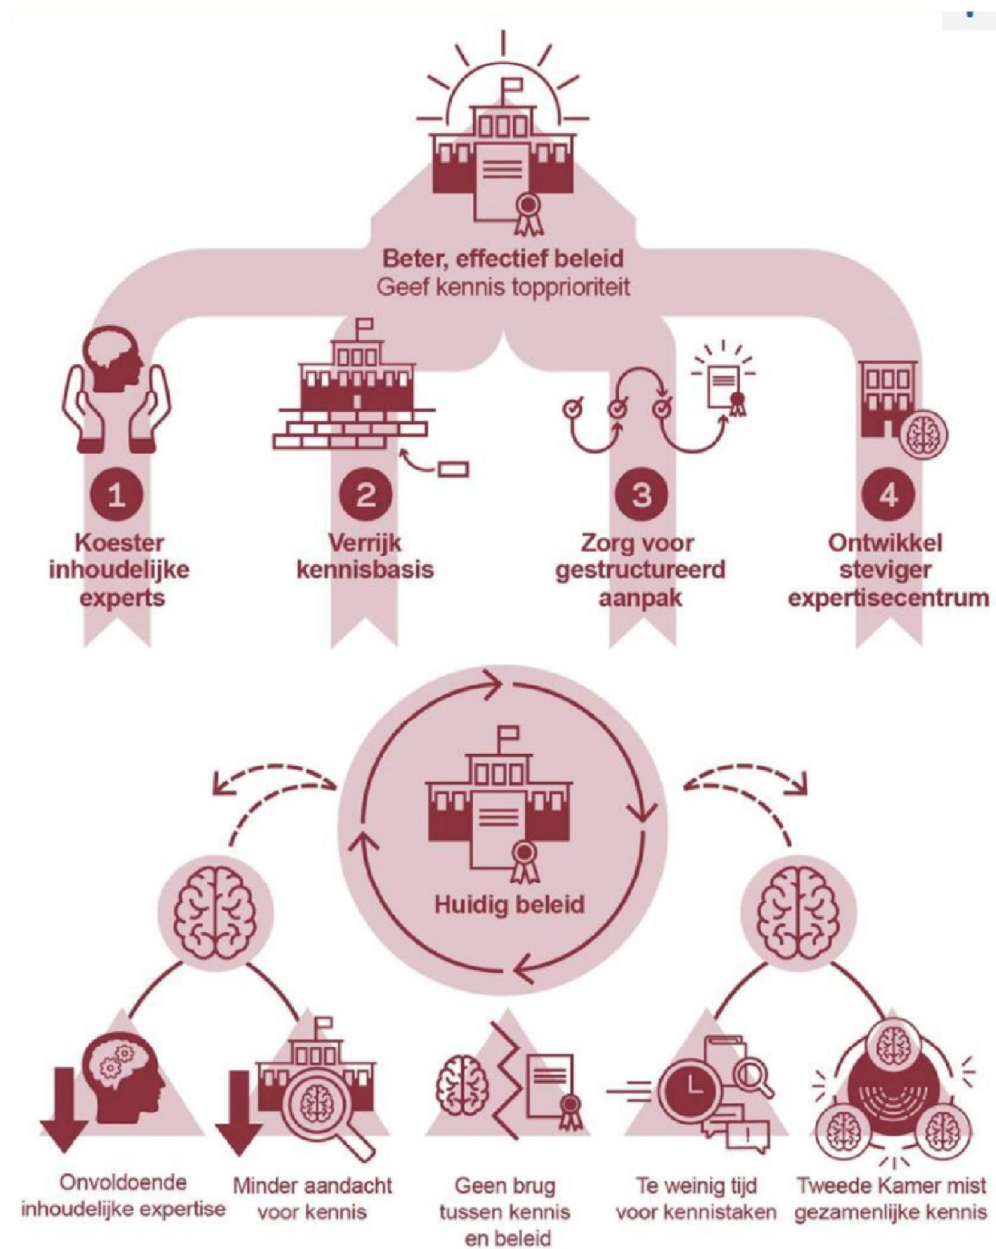 Beter, effectief beleid
Geef kennis topprioriteit
1
Koester
inhoudelijke
experts
2
Verrijk
kennisbasis
3
Zorg voor
gestructureerd
aanpak
4
Ontwikkel
steviger
expertisecentrum
Huidig beleid
Onvoldoende
inhoudelijke expertise
Minder aandacht
voor kennis
Geen brug
tussen kennis
en beleid
Te weinig tijd
voor kennistaken
Tweede Kamer mist
gezamenlijke kennis